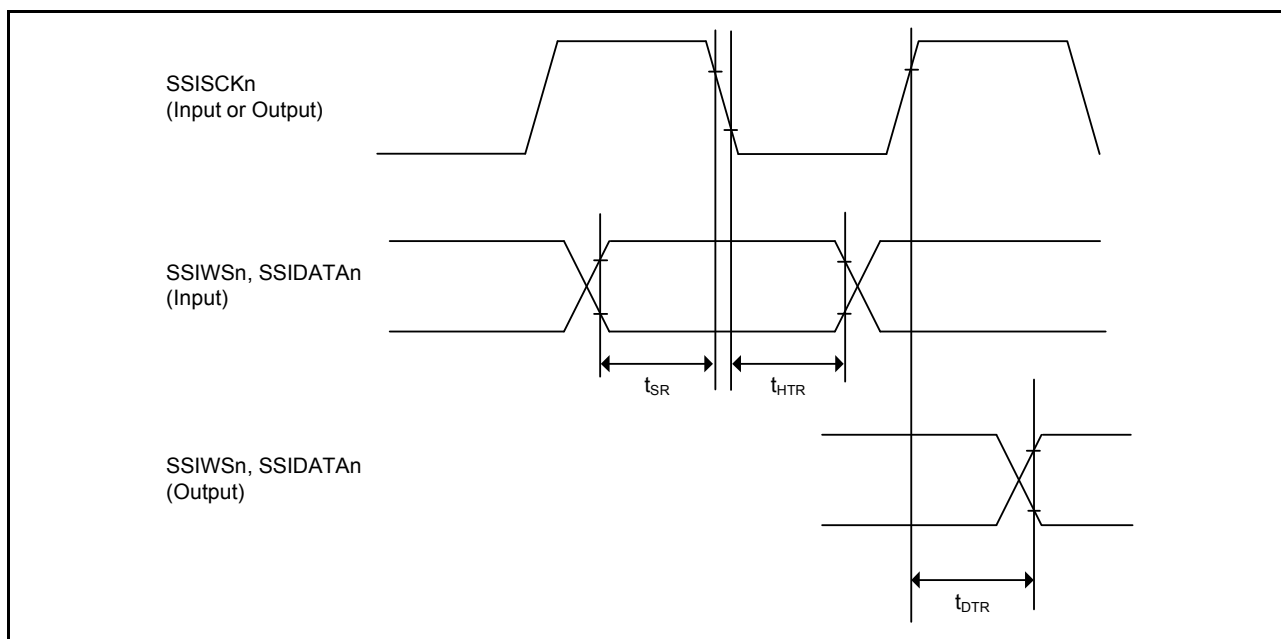 SSISCKn
(Input or Output)
SSIWSn, SSIDATAn
(Input)
tSR
tHTR
SSIWSn, SSIDATAn
(Output)
tDTR